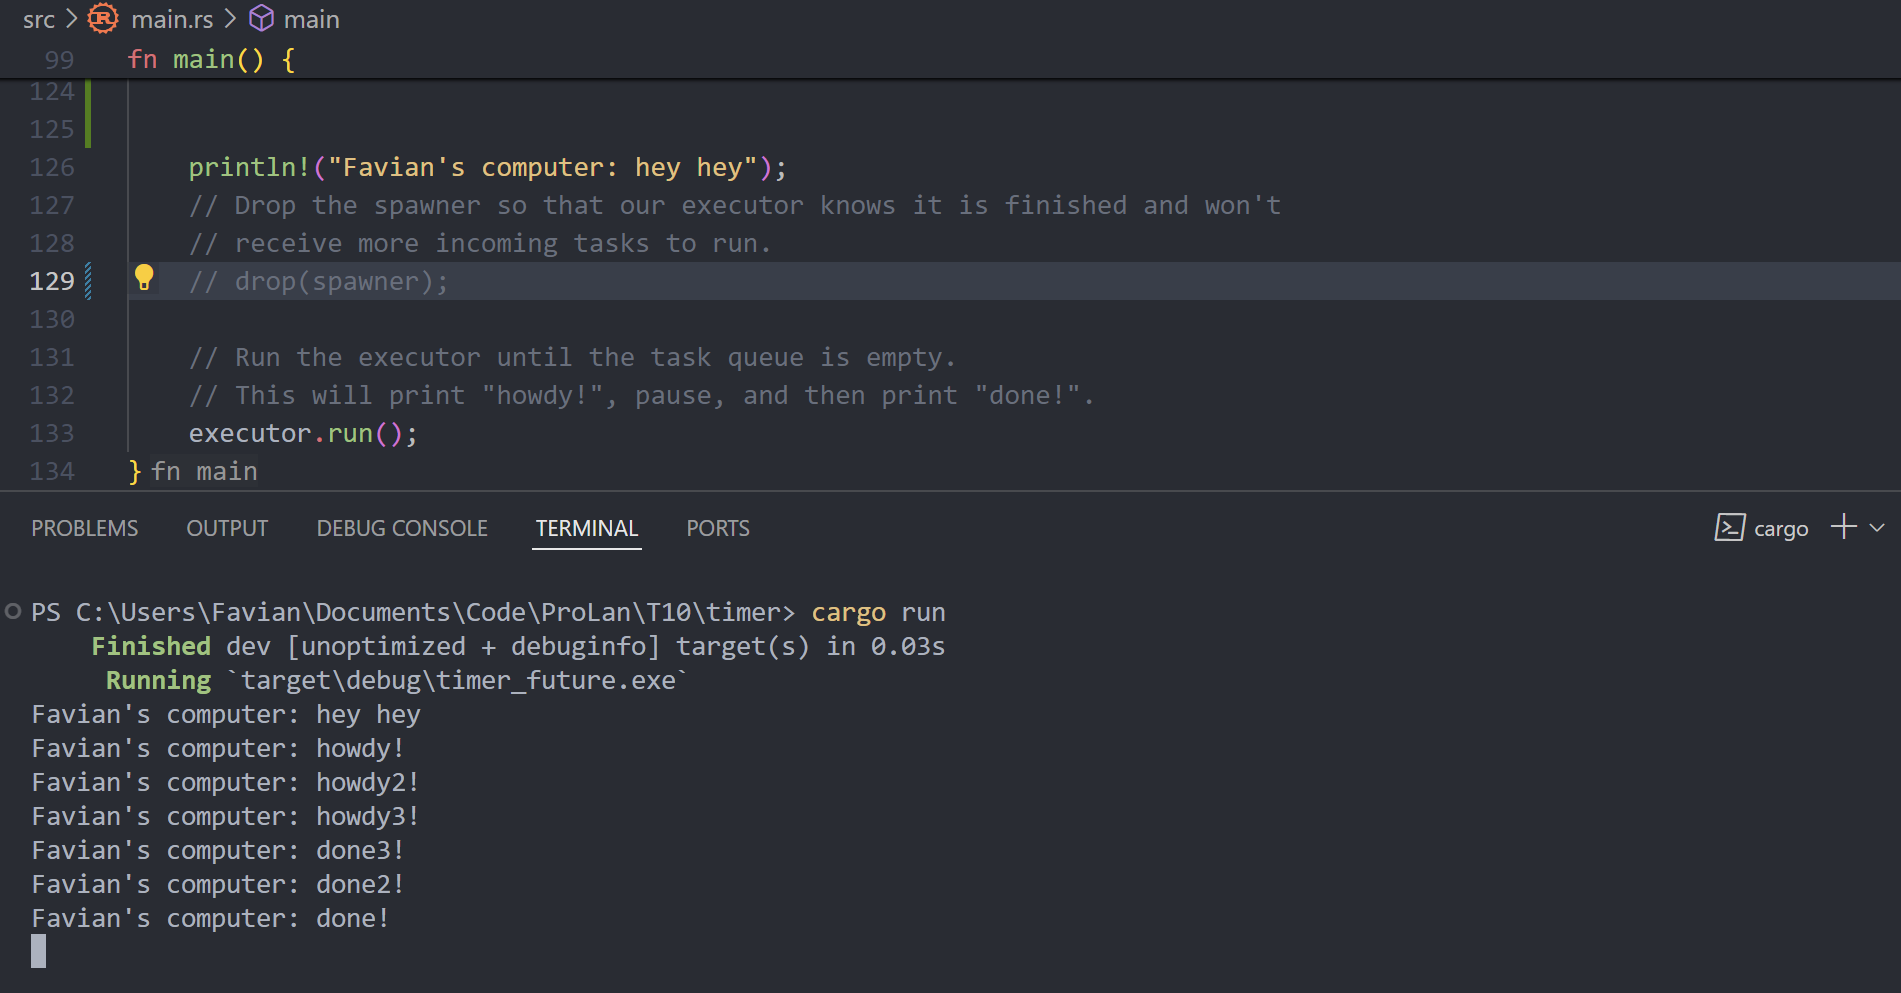 src > main.rs > main
99 fn main() {
124
125
126 println!("Favian's computer: hey hey");
127 // Drop the spawner so that our executor knows it is finished and won't
128 // receive more incoming tasks to run.
129 // drop(spawner);
130
131 // Run the executor until the task queue is empty.
132 // This will print "howdy!", pause, and then print "done!".
133 executor.run();
134 } fn main
PROBLEMS OUTPUT DEBUG CONSOLE TERMINAL PORTS cargo
PS C:\Users\Favian\Documents\Code\ProLan\T10\timer> cargo run
Finished dev [unoptimized + debuginfo] target(s) in 0.03s
Running `target\debug\timer_future.exe`
Favian's computer: hey hey
Favian's computer: howdy!
Favian's computer: howdy2!
Favian's computer: howdy3!
Favian's computer: done3!
Favian's computer: done2!
Favian's computer: done!